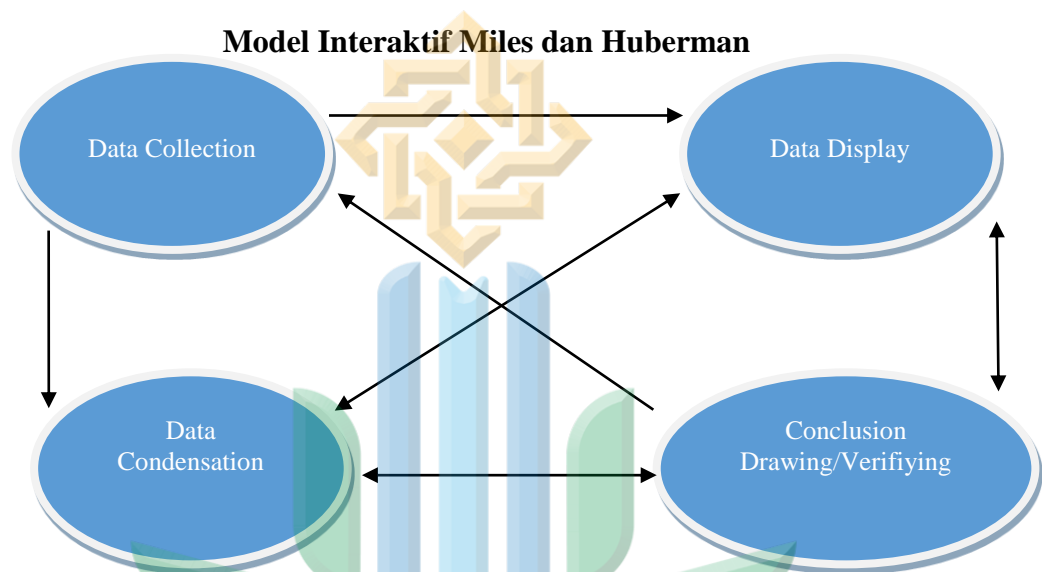 Model Interaktif Miles dan Huberman
Data Collection
Data Display
Data
Condensation
Conclusion
Drawing/Verifiying